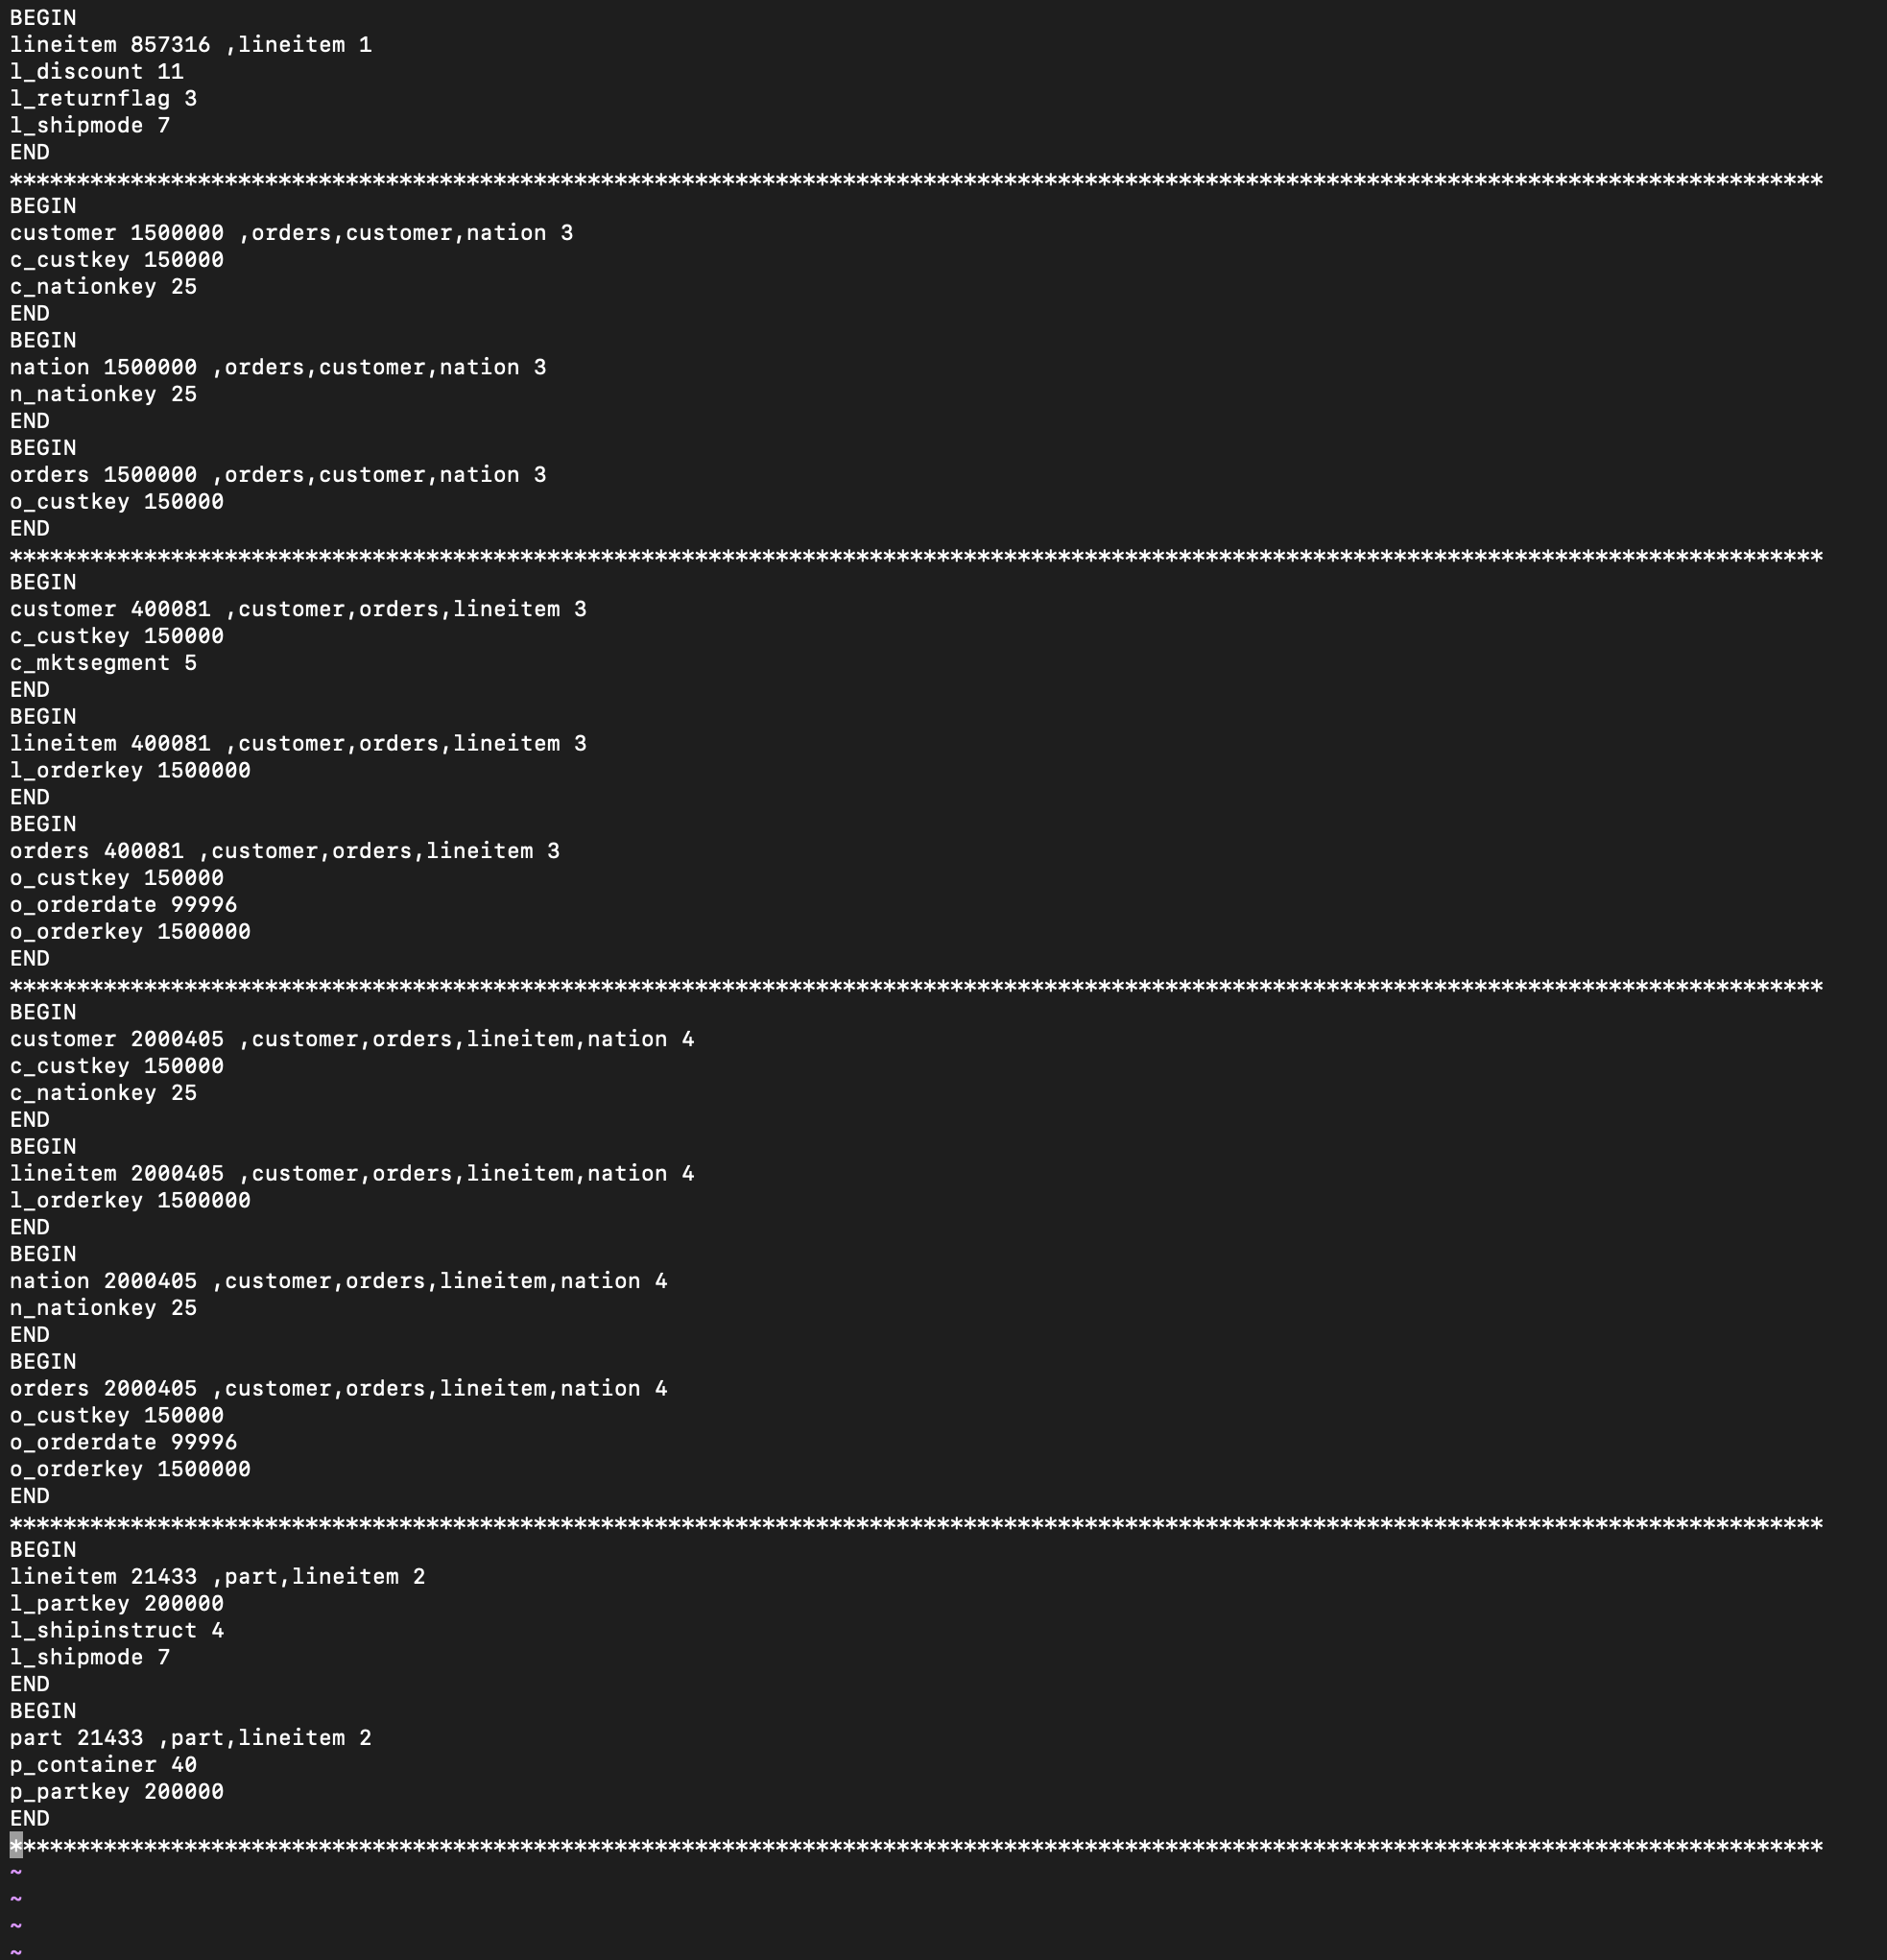 BEGIN
lineitem 857316 ,lineitem 1
l_discount 11
l_returnflag 3
l_shipmode 7
END
***************************************************************************************************************************************
BEGIN
customer 1500000 ,orders,customer,nation 3
c_custkey 150000
c_nationkey 25
END
BEGIN
nation 1500000 ,orders,customer,nation 3
n_nationkey 25
END
BEGIN
orders 1500000 ,orders,customer,nation 3
o_custkey 150000
END
***************************************************************************************************************************************
BEGIN
customer 400081 ,customer,orders,lineitem 3
c_custkey 150000
c_mktsegment 5
END
BEGIN
lineitem 400081 ,customer,orders,lineitem 3
l_orderkey 1500000
END
BEGIN
orders 400081 ,customer,orders,lineitem 3
o_custkey 150000
o_orderdate 99996
o_orderkey 1500000
END
***************************************************************************************************************************************
BEGIN
customer 2000405 ,customer,orders,lineitem,nation 4
c_custkey 150000
c_nationkey 25
END
BEGIN
lineitem 2000405 ,customer,orders,lineitem,nation 4
l_orderkey 1500000
END
BEGIN
nation 2000405 ,customer,orders,lineitem,nation 4
n_nationkey 25
END
BEGIN
orders 2000405 ,customer,orders,lineitem,nation 4
o_custkey 150000
o_orderdate 99996
o_orderkey 1500000
END
***************************************************************************************************************************************
BEGIN
lineitem 21433 ,part,lineitem 2
l_partkey 200000
l_shipinstruct 4
l_shipmode 7
END
BEGIN
part 21433 ,part,lineitem 2
p_container 40
p_partkey 200000
END
***************************************************************************************************************************************
~
~
~
~